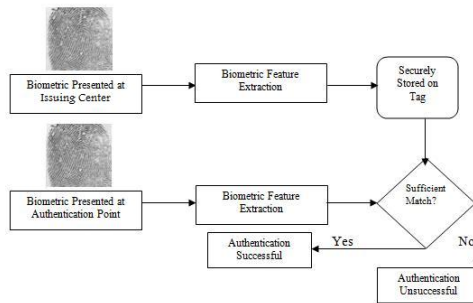 Biometric Presented at
Issuing Center
Biometric Feature
Extraction
Securely
Stored on
Tag
Biometric Presented at
Authentication Point
Biometric Feature
Extraction
Sufficient
Match?
Authentication
Successful
Yes
No
Authentication
Unsuccessful